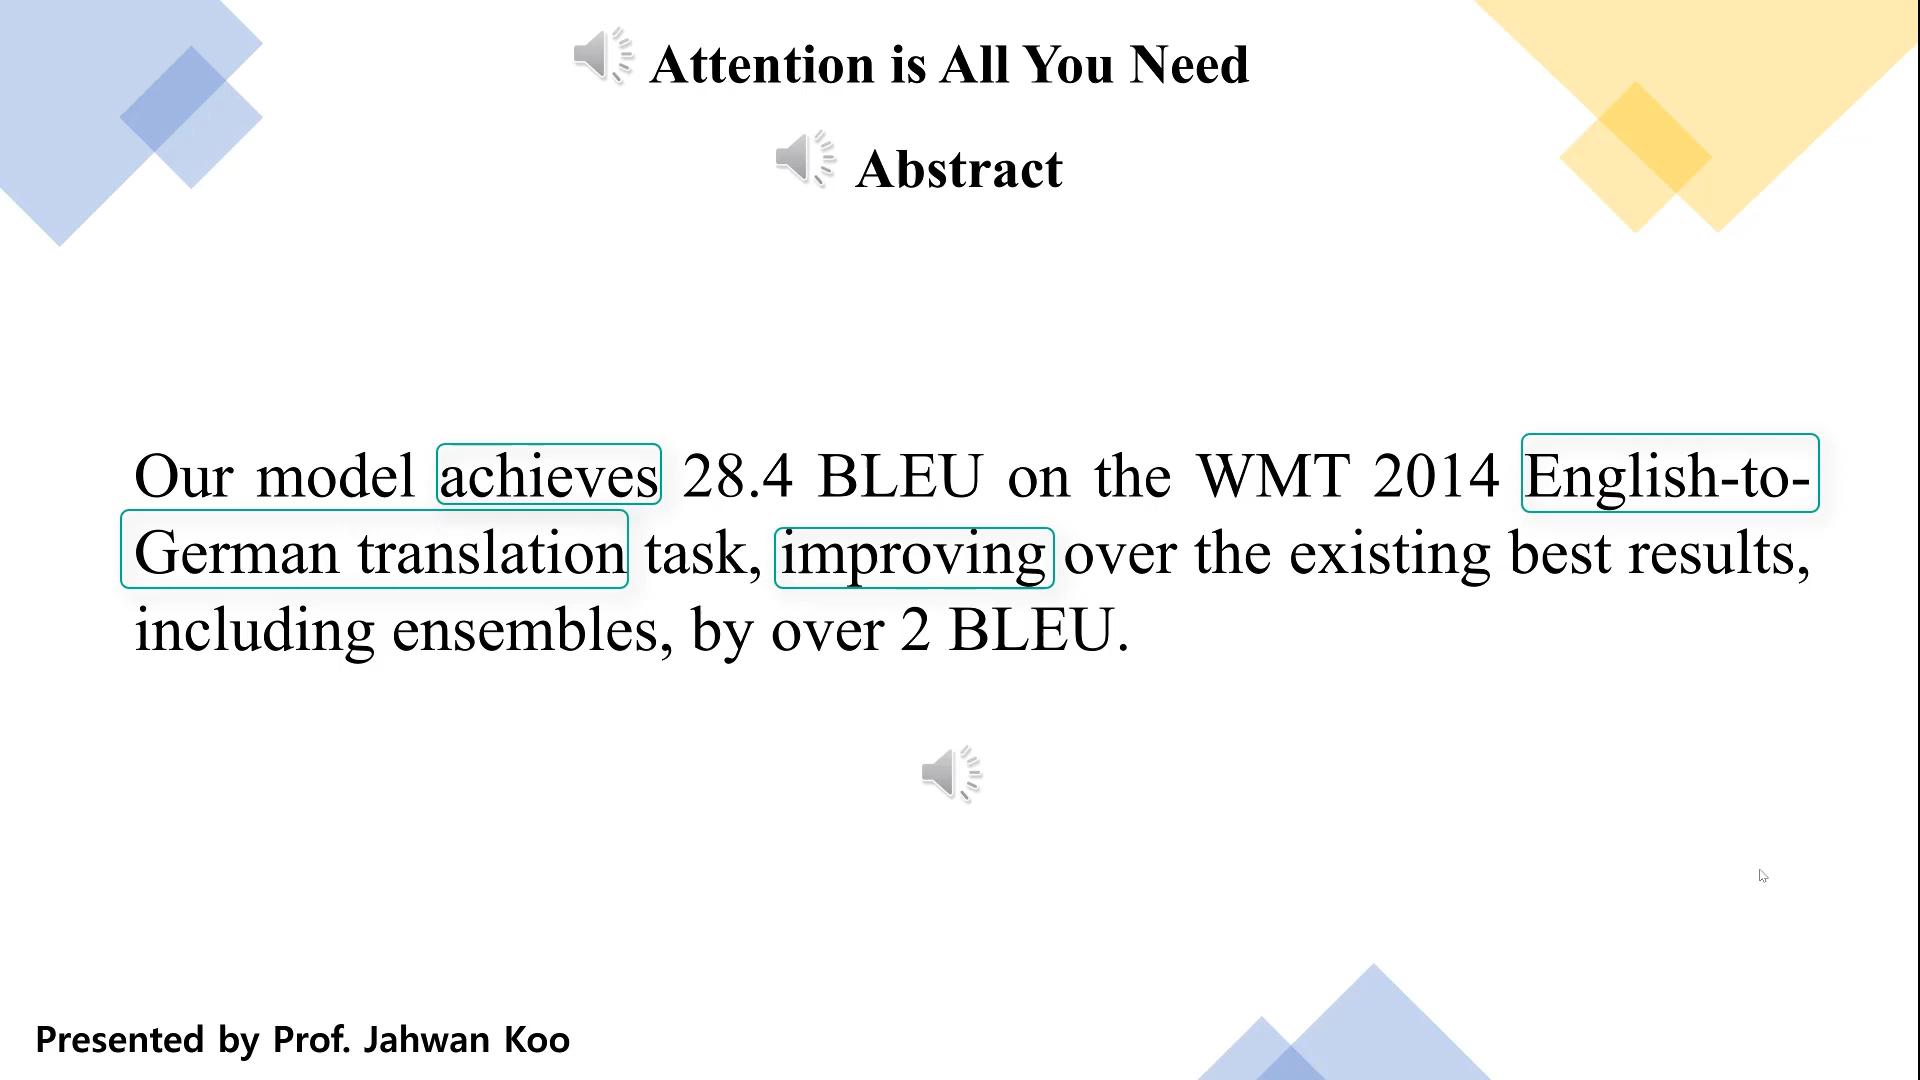 Attention is All You Need
Abstract
Our model achieves 28.4 BLEU on the WMT 2014 English-to-
German translation task, improving over the existing best results,
including ensembles, by over 2 BLEU.
Presented by Prof. Jahwan Koo